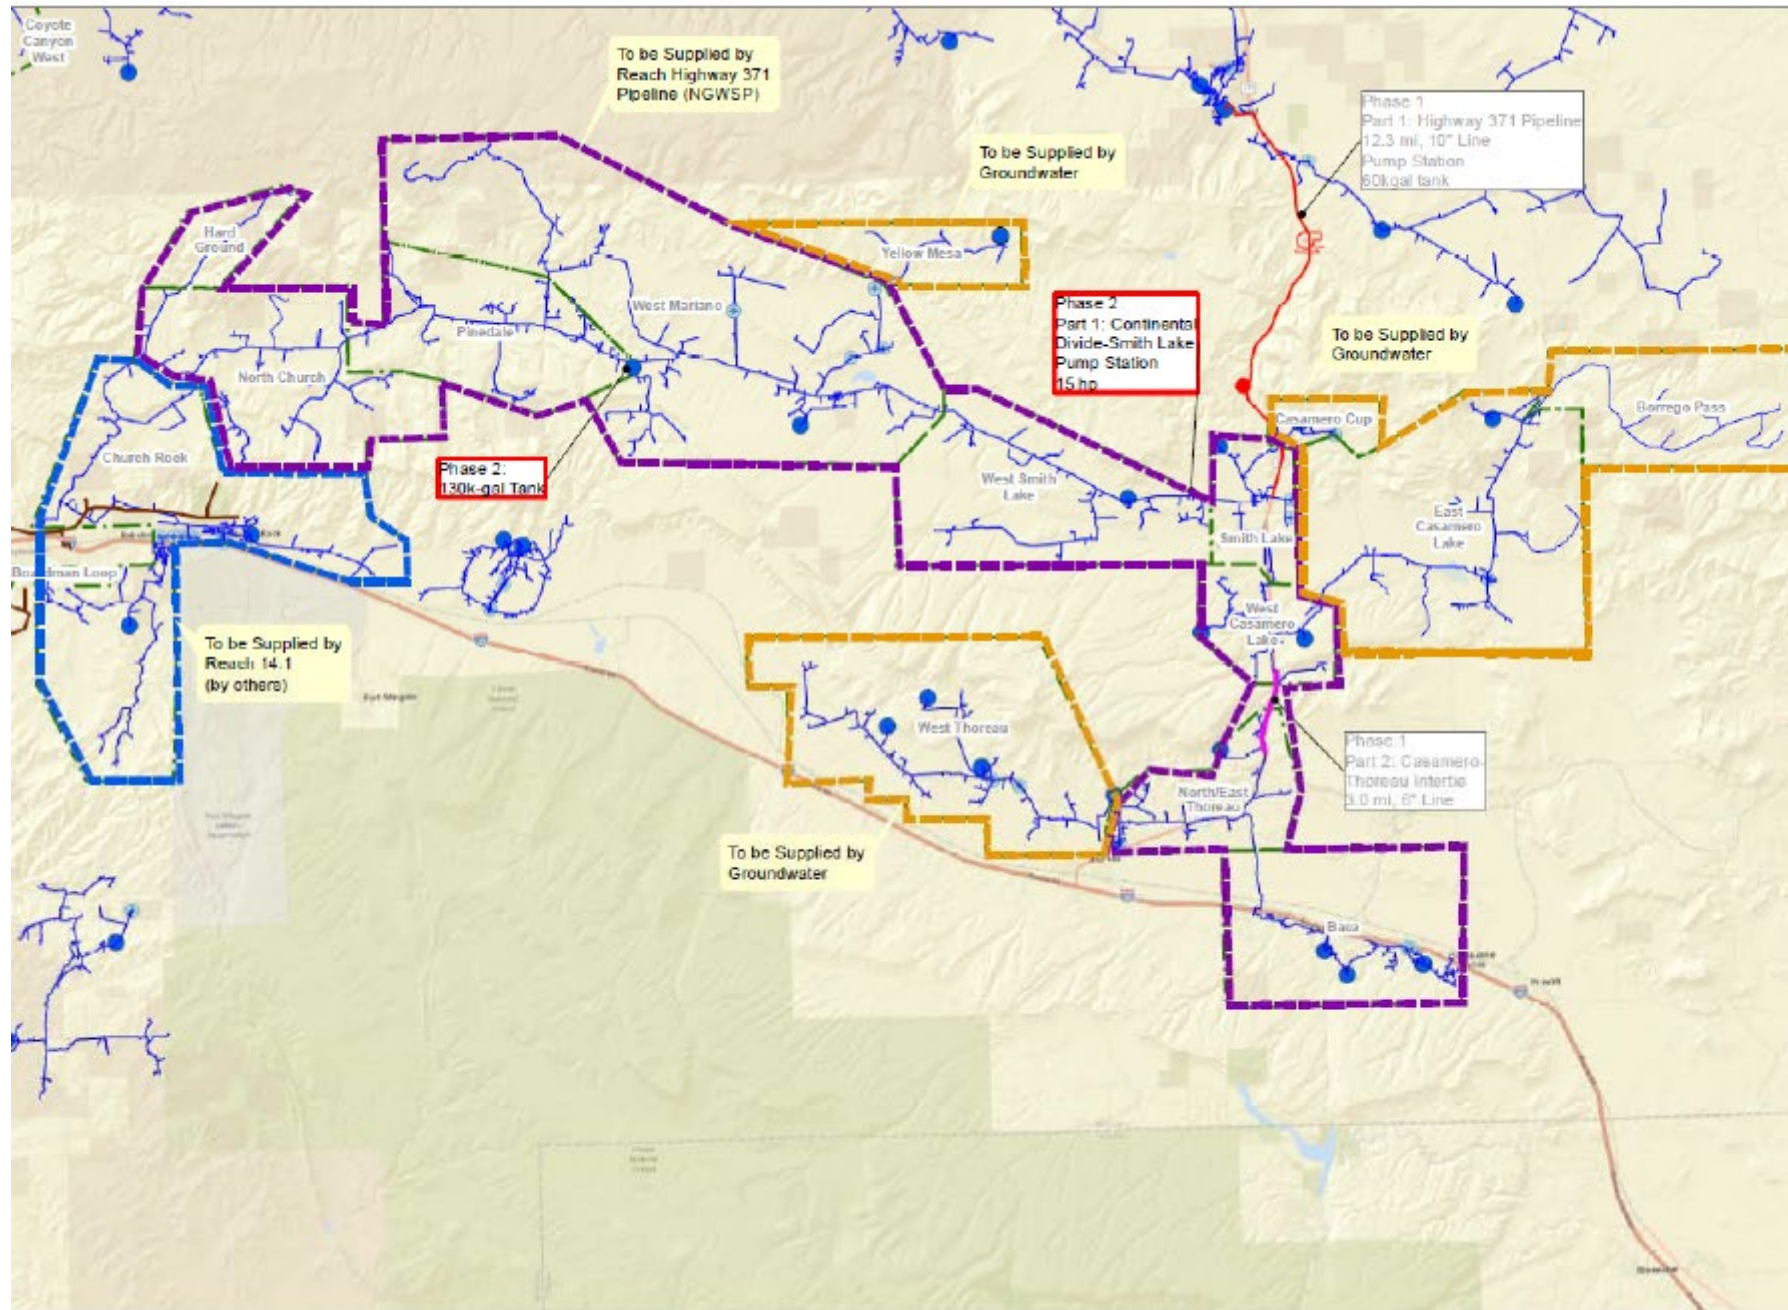 Coyote
Canyon
West
To be Supplied by
Reach Highway 371
Pipeline (NGWSP)
To be Supplied by
Groundwater
Phase 1
Part 1: Highway 371 Pipeline
12.3 mi, 10" Line
Pump Station
60kgal tank
Hard
Ground
Yellow Mesa
West Mariano
Pinedale
North Church
Phase 2
Part 1: Continental
Divide-Smith Lake
Pump Station
15 hp
To be Supplied by
Groundwater
Casamero Cup
Borrego Pass
Church Rock
Phase 2:
130k-gal Tank
West Smith
Lake
Smith Lake
East
Casamero
Lake
Boardman Loop
West
Casamero
Lake
To be Supplied by
Reach 14.1
(by others)
Fort Wingate
West Thoreau
Phase 1
Part 2: Casamero-
Thoreau Intertie
3.0 mi, 6" Line
North/East
Thoreau
To be Supplied by
Groundwater
Baca
Prewitt